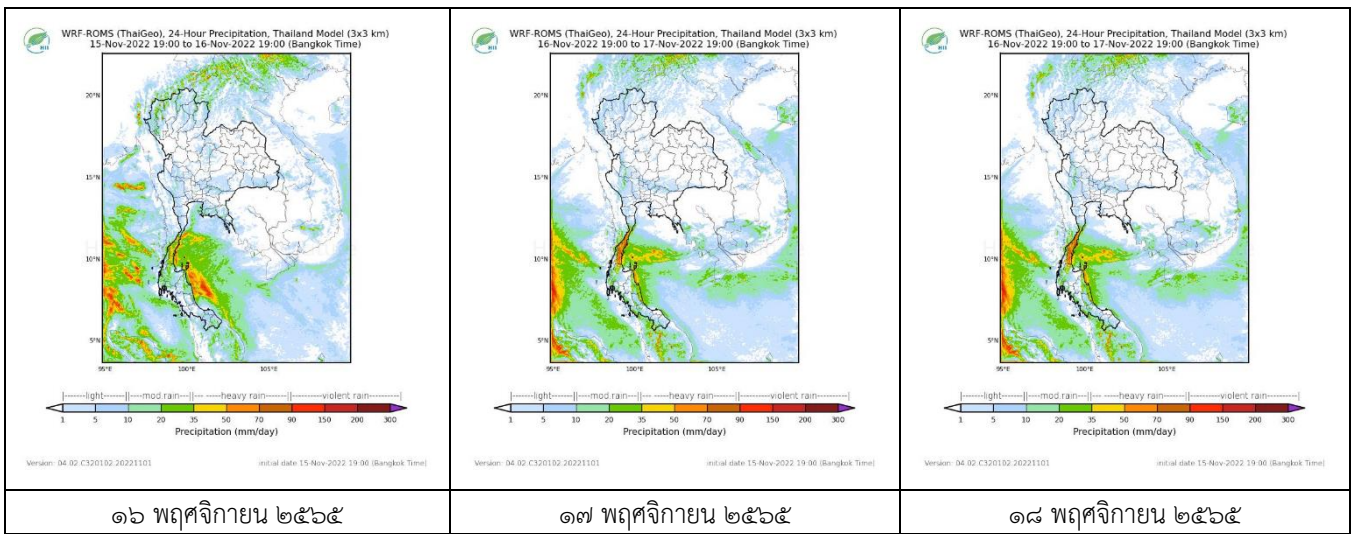 HII
WRF-ROMS (ThaiGeo), 24-Hour Precipitation, Thailand Model (3x3 km)
15-Nov-2022 19:00 to 16-Nov-2022 19:00 (Bangkok Time)
20°N
15°N
10°N
5°N
95°E 100°E 105°E
|-------light-------||----mod rain----||--- ----heavy rain------||------violent rain-------|
1 5 10 20 35 50 70 90 150 200 300
Precipitation (mm/day)
Version: 04.02.C320102.20221101 initial date 15-Nov-2022 19:00 (Bangkok Time)
๑๖ พฤศจิกายน ๒๕๖๕
HII
WRF-ROMS (ThaiGeo), 24-Hour Precipitation, Thailand Model (3x3 km)
16-Nov-2022 19:00 to 17-Nov-2022 19:00 (Bangkok Time)
20°N
15°N
10°N
5°N
95°E 100°E 105°E
|-------light-------||----mod rain----||--- ----heavy rain------||------violent rain-------|
1 5 10 20 35 50 70 90 150 200 300
Precipitation (mm/day)
Version: 04.02.C320102.20221101 initial date 15-Nov-2022 19:00 (Bangkok Time)
๑๗ พฤศจิกายน ๒๕๖๕
HII
WRF-ROMS (ThaiGeo), 24-Hour Precipitation, Thailand Model (3x3 km)
16-Nov-2022 19:00 to 17-Nov-2022 19:00 (Bangkok Time)
20°N
15°N
10°N
5°N
95°E 100°E 105°E
|-------light-------||----mod rain----||--- ----heavy rain------||------violent rain-------|
1 5 10 20 35 50 70 90 150 200 300
Precipitation (mm/day)
Version: 04.02.C320102.20221101 initial date 15-Nov-2022 19:00 (Bangkok Time)
๑๘ พฤศจิกายน ๒๕๖๕